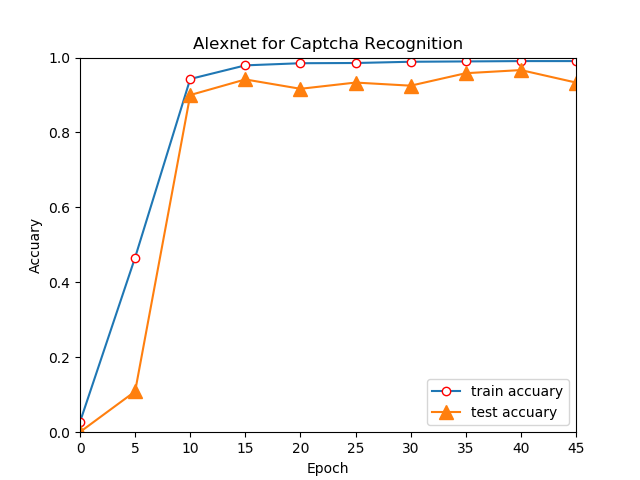 Alexnet for Captcha Recognition
1.0
0.8
0.6
0.4
0.2
0.0
Accuary
0 5 10 15 20 25 30 35 40 45
Epoch
train accuary
test accuary